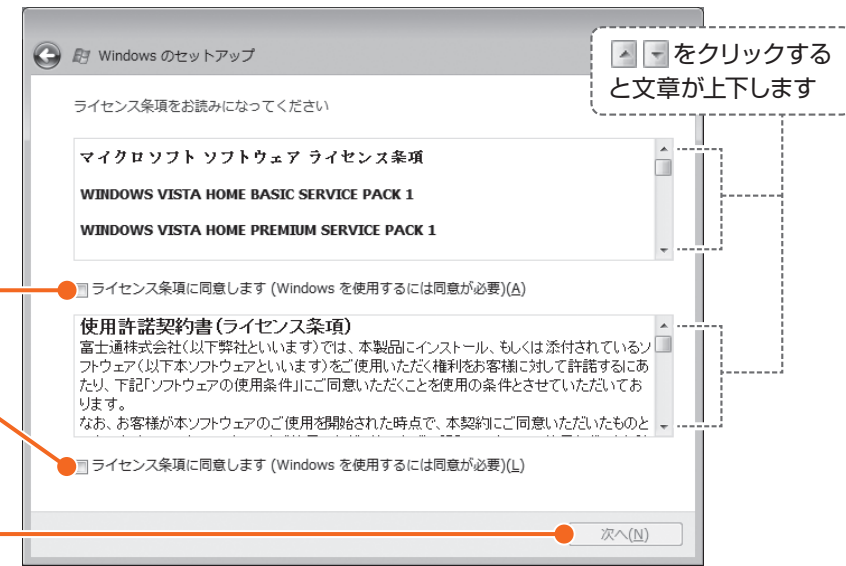 Windows のセットアップ
をクリックする
と文章が上下します
ライセンス条項をお読みになってください
マイクロソフト ソフトウェア ライセンス条項
WINDOWS VISTA HOME BASIC SERVICE PACK 1
WINDOWS VISTA HOME PREMIUM SERVICE PACK 1
ライセンス条項に同意します (Windows を使用するには同意が必要)(A)
使用許諾契約書(ライセンス条項)
富士通株式会社(以下弊社といいます)では、本製品にインストール、もしくは添付されているソ
フトウェア(以下本ソフトウェアといいます)をご使用いただく権利をお客様に対して許諾するにあ
たり、下記「ソフトウェアの使用条件」にご同意いただくことを使用の条件とさせていただいてお
ります。
なお、お客様が本ソフトウェアのご使用を開始された時点で、本契約にご同意いただいたものと
ライセンス条項に同意します (Windows を使用するには同意が必要)(L)
次へ(N)